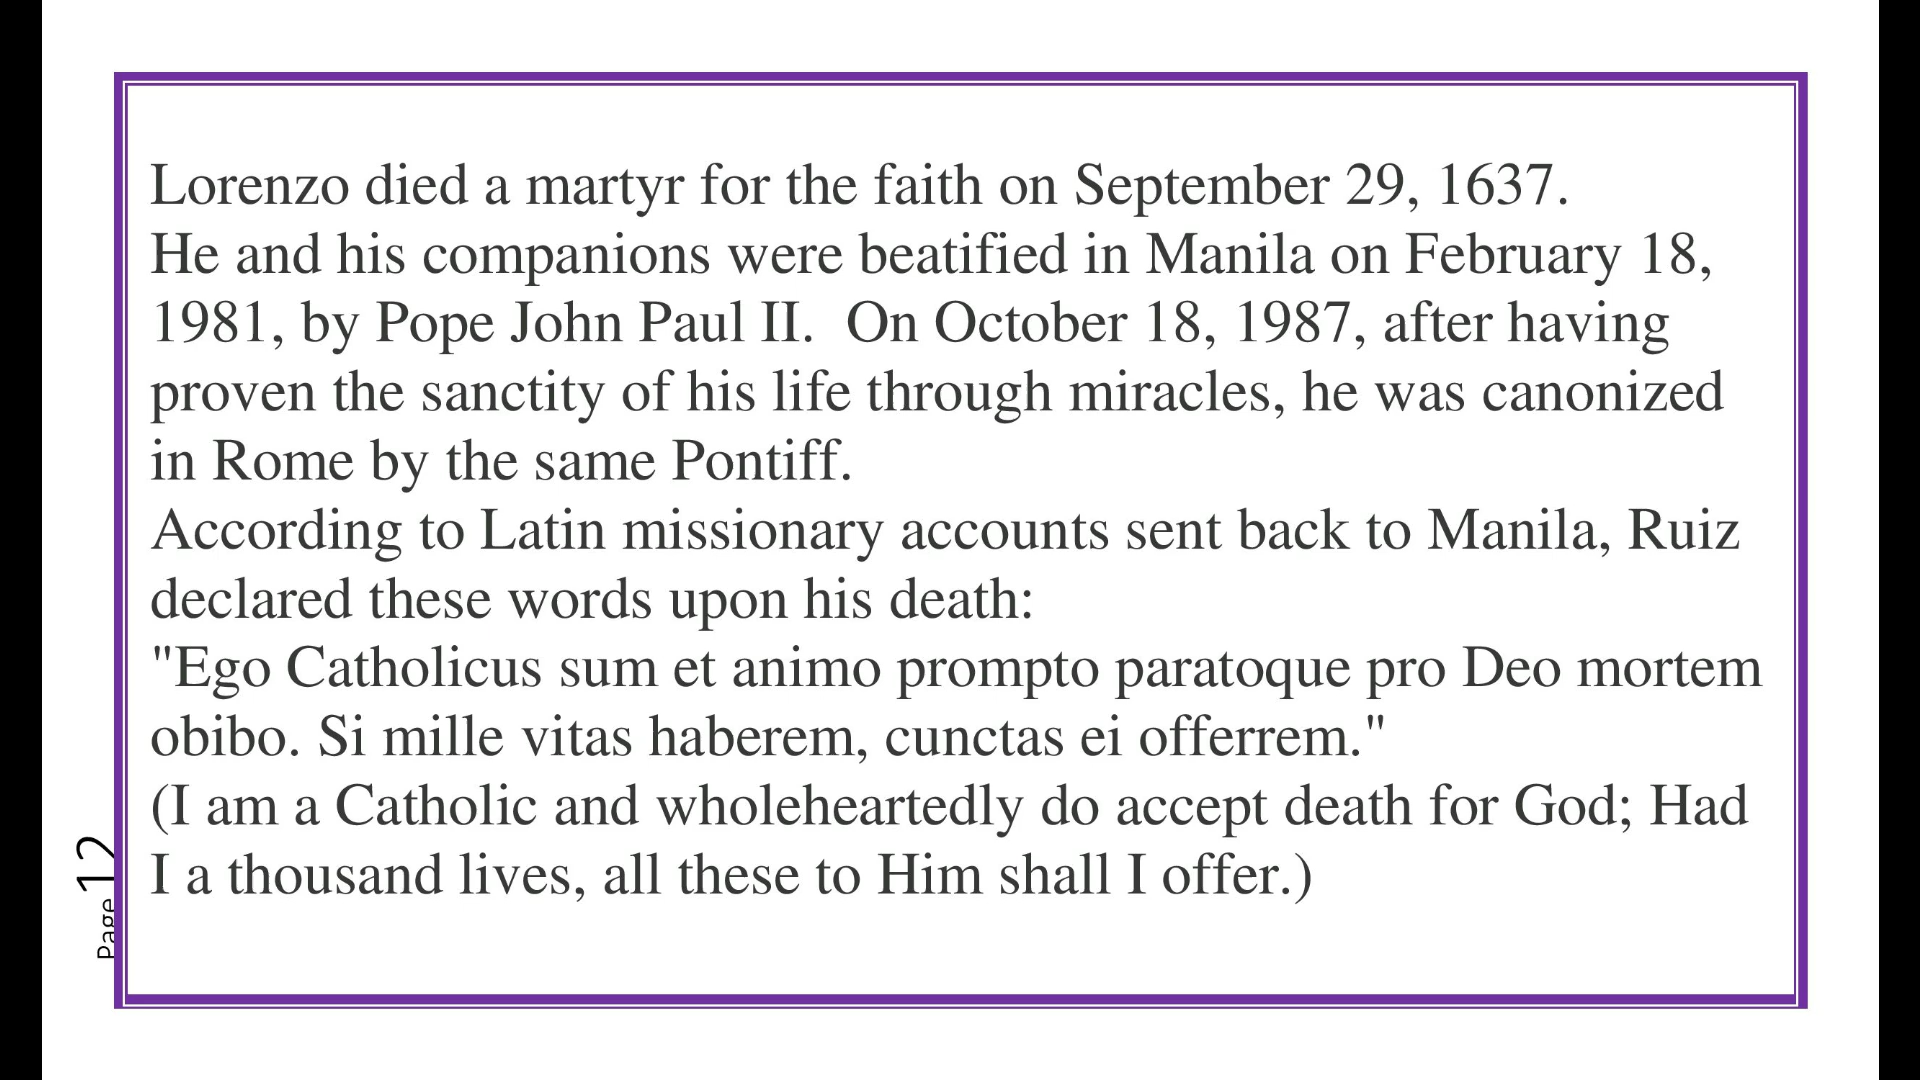 Lorenzo died a martyr for the faith on September 29, 1637.
He and his companions were beatified in Manila on February 18,
1981, by Pope John Paul II.  On October 18, 1987, after having
proven the sanctity of his life through miracles, he was canonized
in Rome by the same Pontiff.
According to Latin missionary accounts sent back to Manila, Ruiz
declared these words upon his death:
"Ego Catholicus sum et animo prompto paratoque pro Deo mortem
obibo. Si mille vitas haberem, cunctas ei offerrem."
(I am a Catholic and wholeheartedly do accept death for God; Had
I a thousand lives, all these to Him shall I offer.)
Page 12